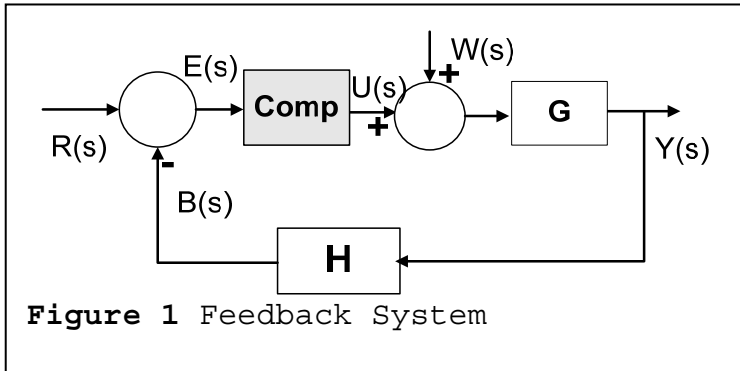 W(s)
E(s)
+
U(s)
Comp
G
+
R(s)
Y(s)
-
B(s)
H
Figure 1 Feedback System